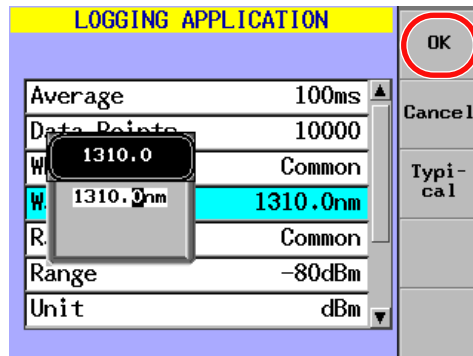 LOGGING APPLICATION
OK
Average 100ms
Cancel
Data Points 10000
1310.0
Common
Typi-
cal
1310.0nm
W. 1310.0nm
R. Common
Range -80dBm
Unit dBm